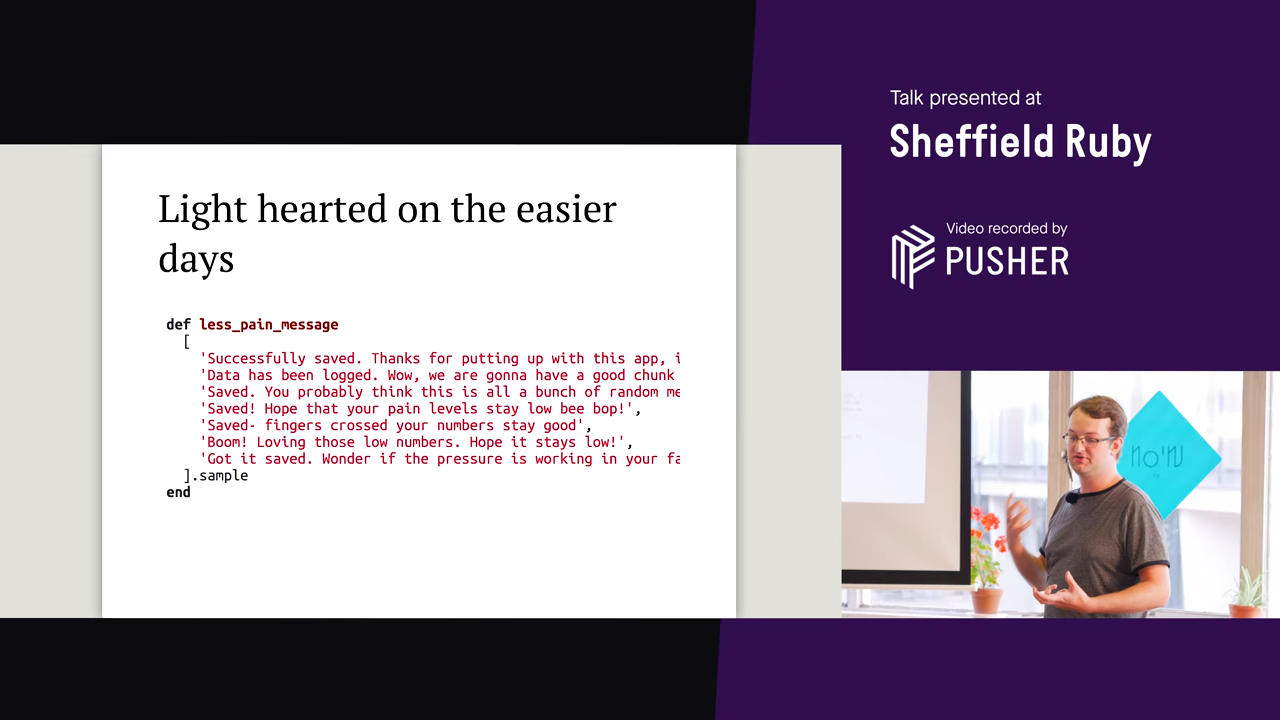 Light hearted on the easier
days
def less_pain_message
[
'Successfully saved. Thanks for putting up with this app, i
'Data has been logged. Wow, we are gonna have a good chunk
'Saved. You probably think this is all a bunch of random me
'Saved! Hope that your pain levels stay low bee bop!',
'Saved- fingers crossed your numbers stay good',
'Boom! Loving those low numbers. Hope it stays low!',
'Got it saved. Wonder if the pressure is working in your fa
].sample
end
Talk presented at
Sheffield Ruby
Video recorded by
PUSHER